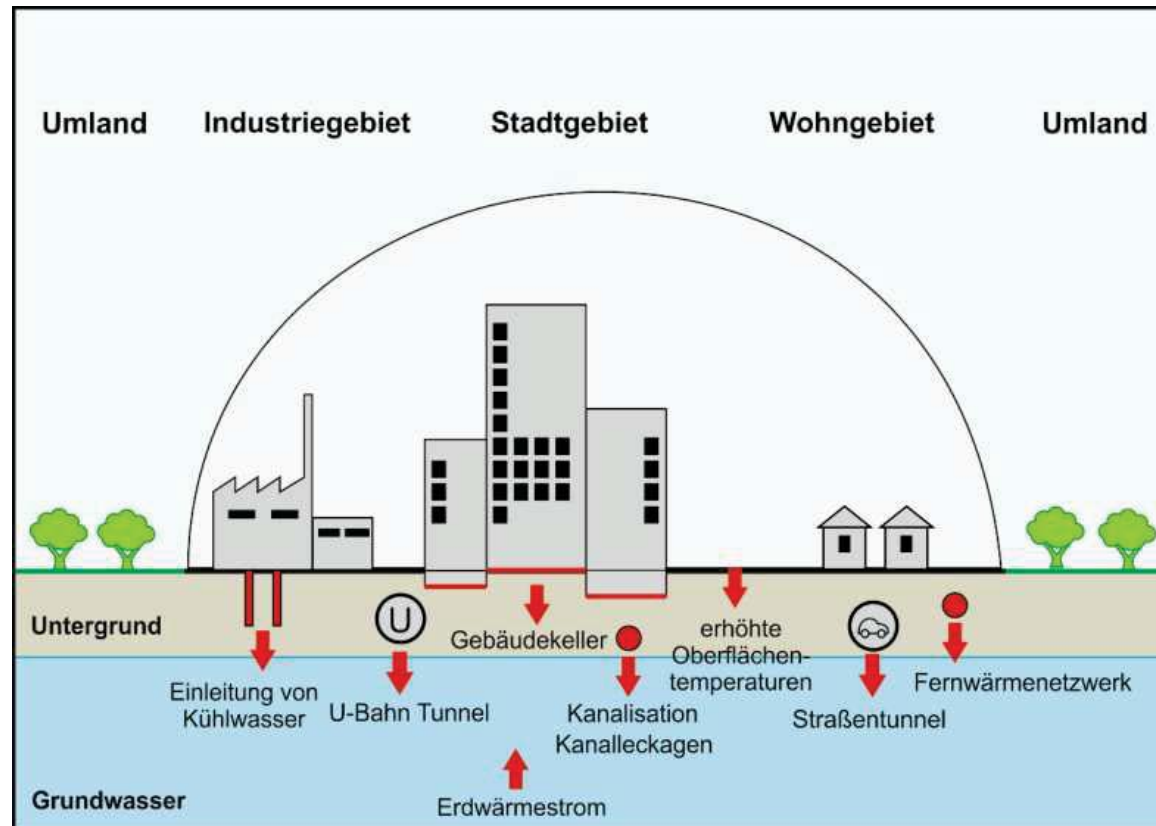 Umland
Industriegebiet
Stadtgebiet
Wohngebiet
Umland
Untergrund
U
Gebäudekeller
erhöhte
Oberflächen-
temperaturen
Einleitung von
Kühlwasser
U-Bahn Tunnel
Kanalisation
Kanalleckagen
Straßentunnel
Fernwärmenetzwerk
Grundwasser
Erdwärmestrom